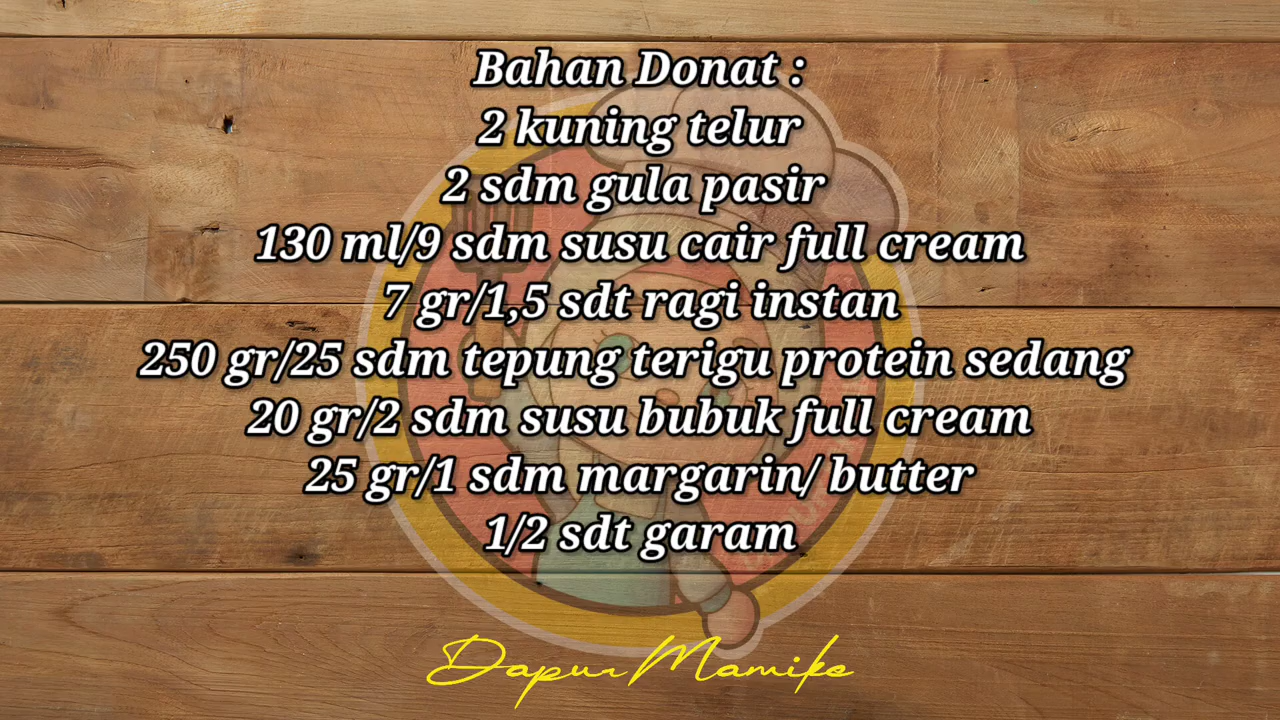 Bahan Donat :
2 kuning telur
2 sdm gula pasir
130 ml/9 sdm susu cair full cream
7 gr/1,5 sdt ragi instan
250 gr/25 sdm tepung terigu protein sedang
20 gr/2 sdm susu bubuk full cream
25 gr/1 sdm margarin/ butter
1/2 sdt garam
Dapur Mamike